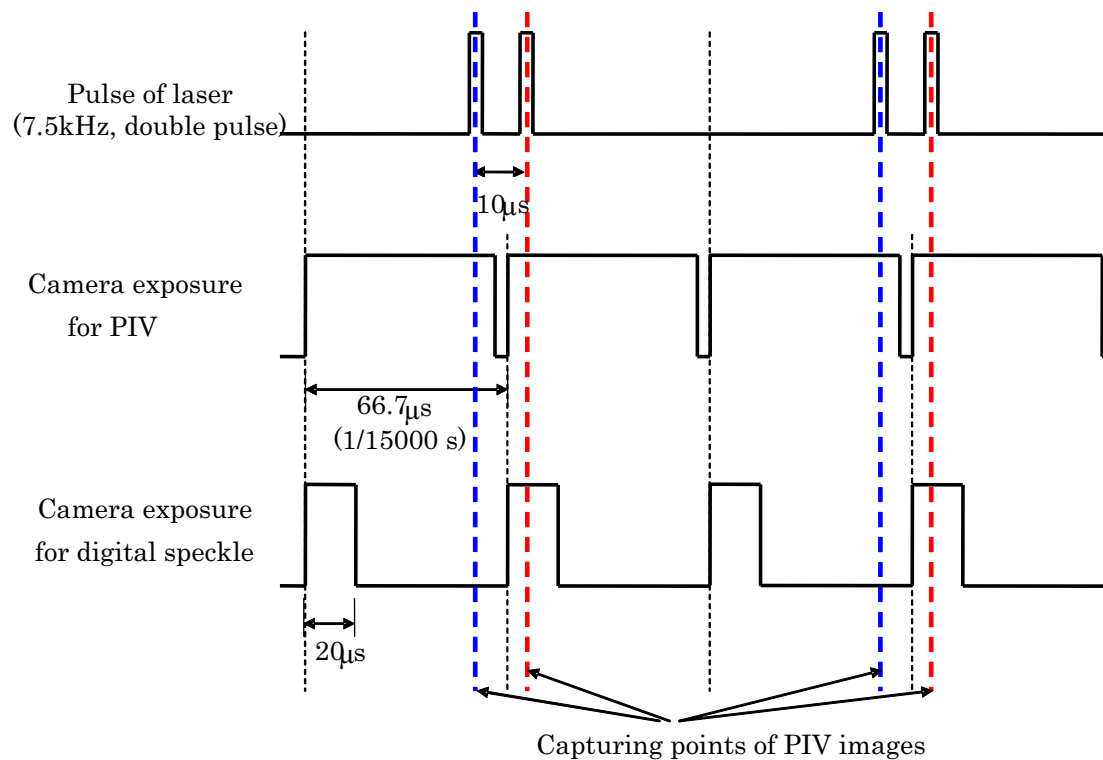 Pulse of laser
(7.5kHz, double pulse)
10μs
Camera exposure
for PIV
66.7μs
(1/15000 s)
Camera exposure
for digital speckle
20μs
Capturing points of PIV images